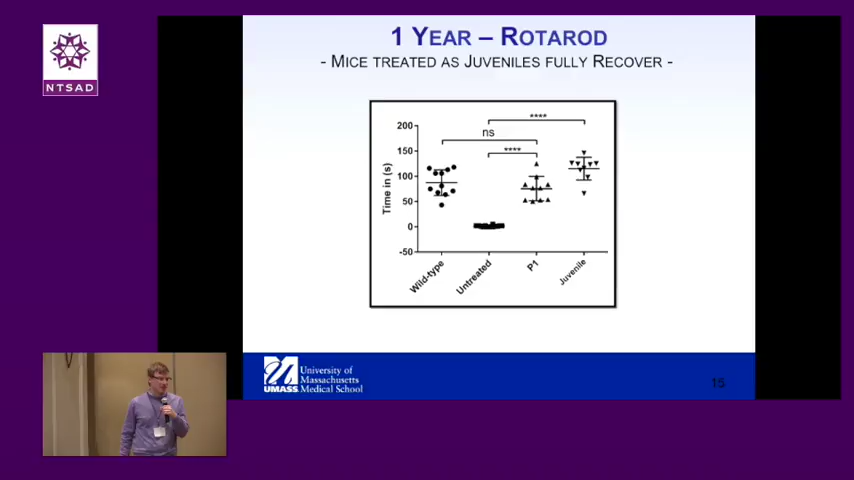 NTSAD
1 YEAR – ROTAROD
- MICE TREATED AS JUVENILES FULLY RECOVER -
****
ns
****
200
150
100
50
0
-50
Time in (s)
Wild-type
Untreated
P1
Juvenile
UMASS
University of
Massachusetts
Medical School
15